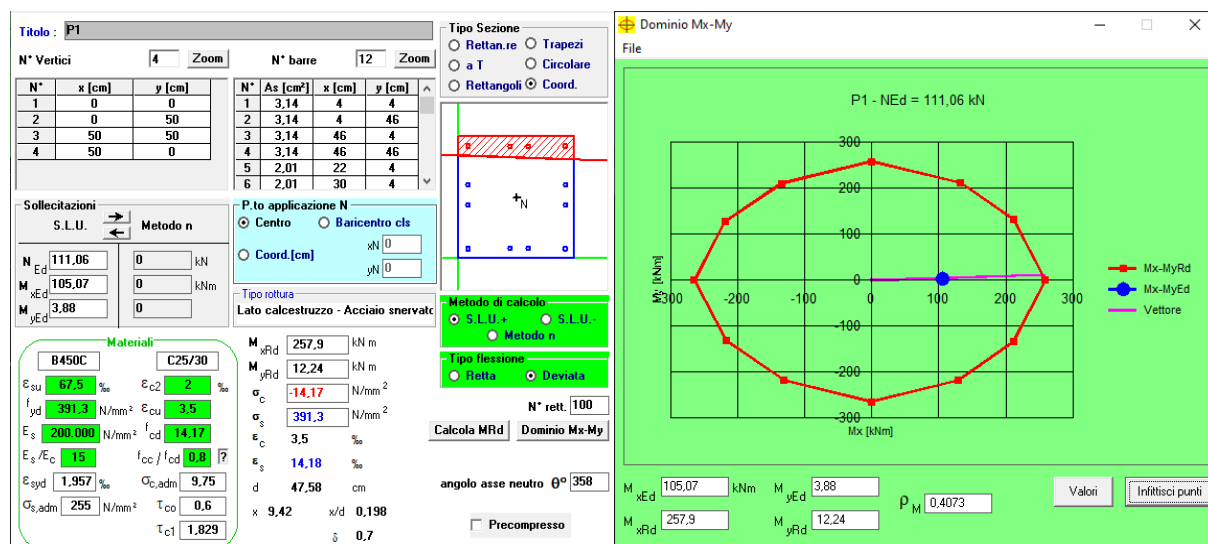 Titolo : P1
N° Vertici 4 Zoom N° barre 12 Zoom
N° x [cm] y [cm]
1 0 0
2 0 50
3 50 50
4 50 0
N° As [cm²] x [cm] y [cm]
1 3,14 4 4
2 3,14 4 46
3 3,14 46 4
4 3,14 46 46
5 2,01 22 4
6 2,01 30 4
Tipo Sezione
Rettan.re Trapezi
a T Circolare
Rettangoli Coord.
N
Sollecitazioni
S.L.U. Metodo n
N Ed 111,06 0 kN
M xEd 105,07 0 kNm
M yEd 3,88 0
P.to applicazione N
Centro Baricentro cls
Coord.[cm] xN 0
yN 0
Tipo rottura
Lato calcestruzzo - Acciaio snervato
Metodo di calcolo
S.L.U.+ S.L.U.-
Metodo n
Tipo flessione
Retta Deviata
N° rett. 100
Calcola MRd Dominio Mx-My
angolo asse neutro θ° 358
Precompresso
Materiali
B450C C25/30
εsu 67,5 ‰ εc2 2 ‰
fyd 391,3 N/mm² εcu 3,5
Es 200.000 N/mm² fcd 14,17
Es/Ec 15 fcc / fcd 0,8 ?
εsyd 1,957 ‰ σc,adm 9,75
σs,adm 255 N/mm² τco 0,6
τc1 1,829
M xRd 257,9 kN m
M yRd 12,24 kN m
σc -14,17 N/mm²
σs 391,3 N/mm²
εc 3,5 ‰
εs 14,18 ‰
d 47,58 cm
x 9,42 x/d 0,198
δ 0,7
Dominio Mx-My
File
P1 - NEd = 111,06 kN
300
200
100
0
-100
-200
-300
-300 -200 -100 0 100 200 300
Mx [kNm]
Mx-MyRd
Mx-MyEd
Vettore
M xEd 105,07 kNm M yEd 3,88
M xRd 257,9 M yRd 12,24
ρM 0,4073
Valori Infittisci punti